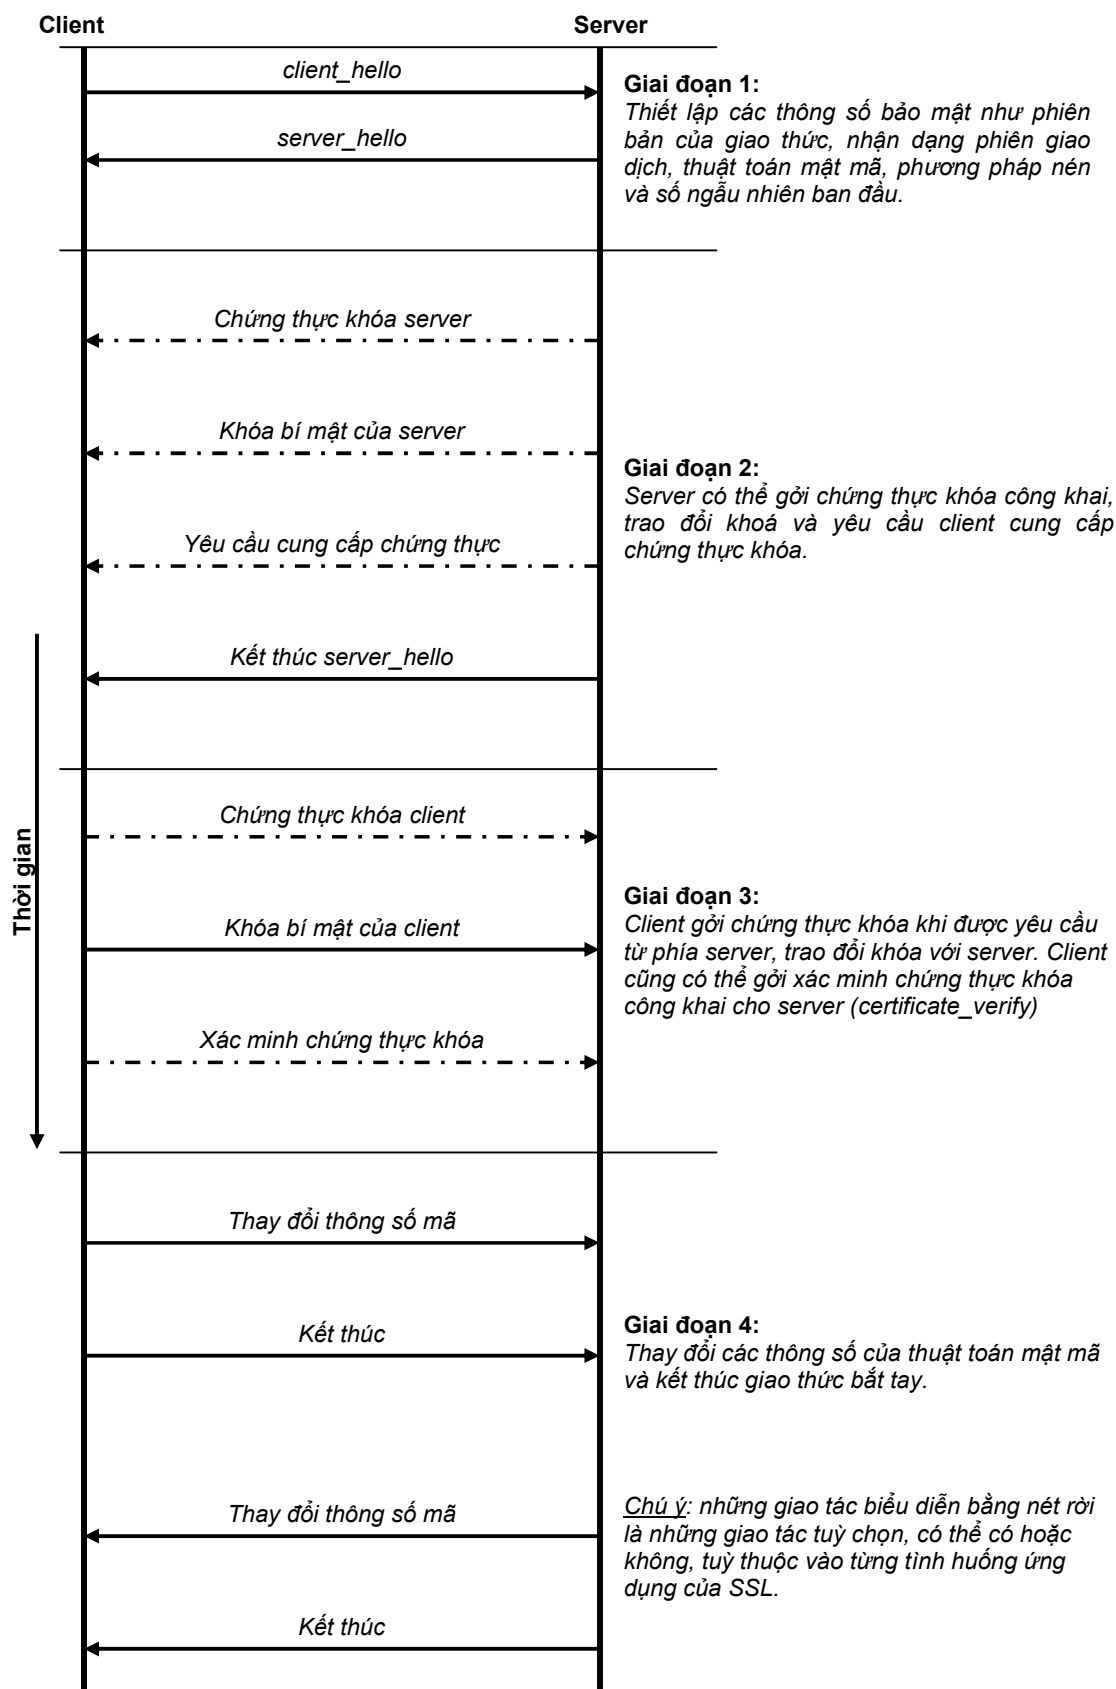 Client
Server
client_hello
Giai đoạn 1:
Thiết lập các thông số bảo mật như phiên
bản của giao thức, nhận dạng phiên giao
dịch, thuật toán mật mã, phương pháp nén
và số ngẫu nhiên ban đầu.
server_hello
Chứng thực khóa server
Khóa bí mật của server
Giai đoạn 2:
Server có thể gởi chứng thực khóa công khai,
trao đổi khoá và yêu cầu client cung cấp
chứng thực khóa.
Yêu cầu cung cấp chứng thực
Kết thúc server_hello
Thời gian
Chứng thực khóa client
Giai đoạn 3:
Client gởi chứng thực khóa khi được yêu cầu
từ phía server, trao đổi khóa với server. Client
cũng có thể gởi xác minh chứng thực khóa
công khai cho server (certificate_verify)
Khóa bí mật của client
Xác minh chứng thực khóa
Thay đổi thông số mã
Kết thúc
Giai đoạn 4:
Thay đổi các thông số của thuật toán mật mã
và kết thúc giao thức bắt tay.
Thay đổi thông số mã
Chú ý: những giao tác biểu diễn bằng nét rời
là những giao tác tuỳ chọn, có thể có hoặc
không, tuỳ thuộc vào từng tình huống ứng
dụng của SSL.
Kết thúc